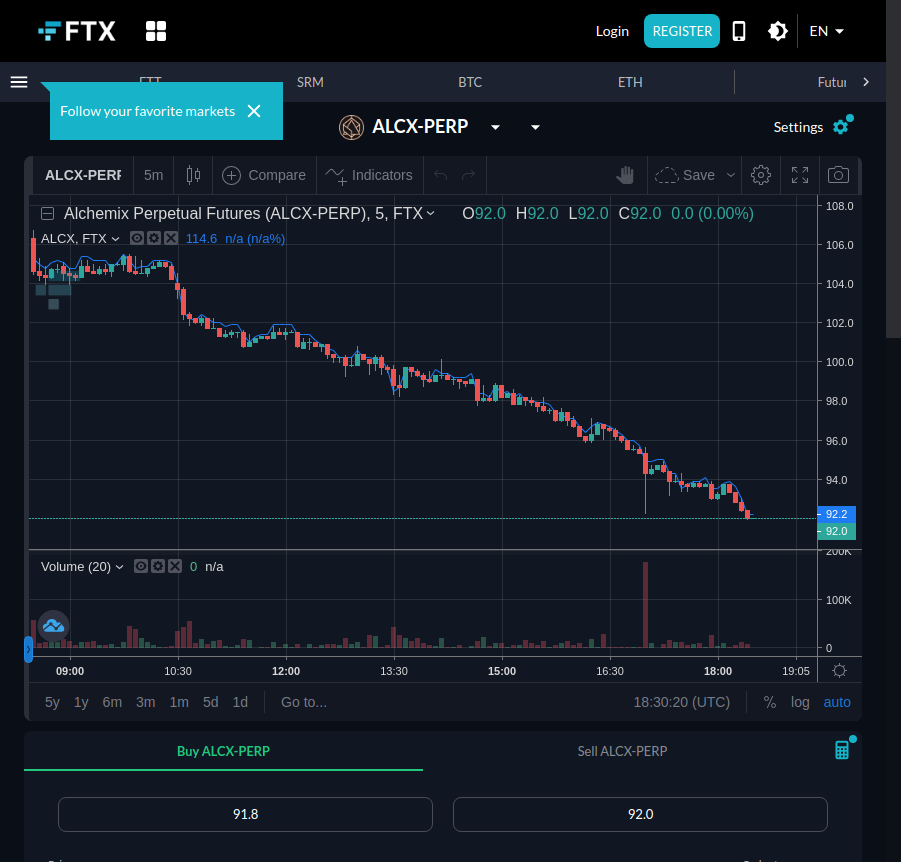 FTX
Login
REGISTER
EN
FTT
SRM
BTC
ETH
Futur
Follow your favorite markets
ALCX-PERP
Settings
ALCX-PERP
5m
Compare
Indicators
Save
Alchemix Perpetual Futures (ALCX-PERP), 5, FTX
O92.0 H92.0 L92.0 C92.0 0.0 (0.00%)
ALCX, FTX
114.6 n/a (n/a%)
108.0
106.0
104.0
102.0
100.0
98.0
96.0
94.0
92.2
92.0
Volume (20)
0 n/a
200K
100K
0
09:00
10:30
12:00
13:30
15:00
16:30
18:00
19:05
5y 1y 6m 3m 1m 5d 1d
Go to...
18:30:20 (UTC)
% log auto
Buy ALCX-PERP
Sell ALCX-PERP
91.8
92.0